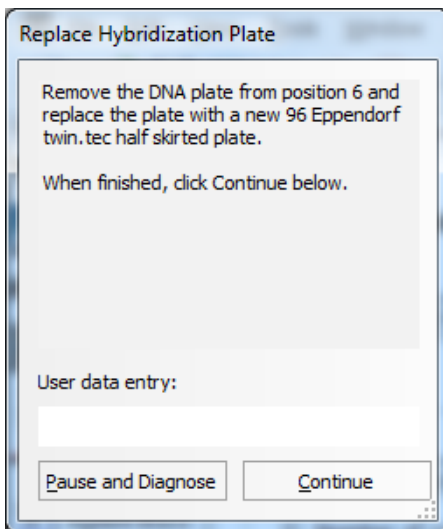 Replace Hybridization Plate
Remove the DNA plate from position 6 and
replace the plate with a new 96 Eppendorf
twin.tec half skirted plate.
When finished, click Continue below.
User data entry:
Pause and Diagnose
Continue